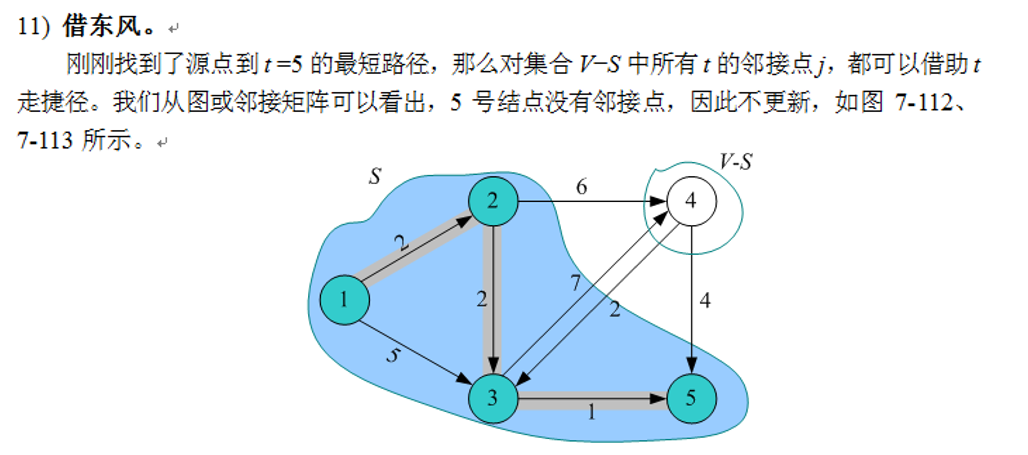 11) 借东风。
刚刚找到了源点到 t =5 的最短路径，那么对集合 V−S 中所有 t 的邻接点 j，都可以借助 t
走捷径。我们从图或邻接矩阵可以看出，5 号结点没有邻接点，因此不更新，如图 7-112、
7-113 所示。
V-S
S
6
2
4
2
7
1
2
2
4
5
3
5
1